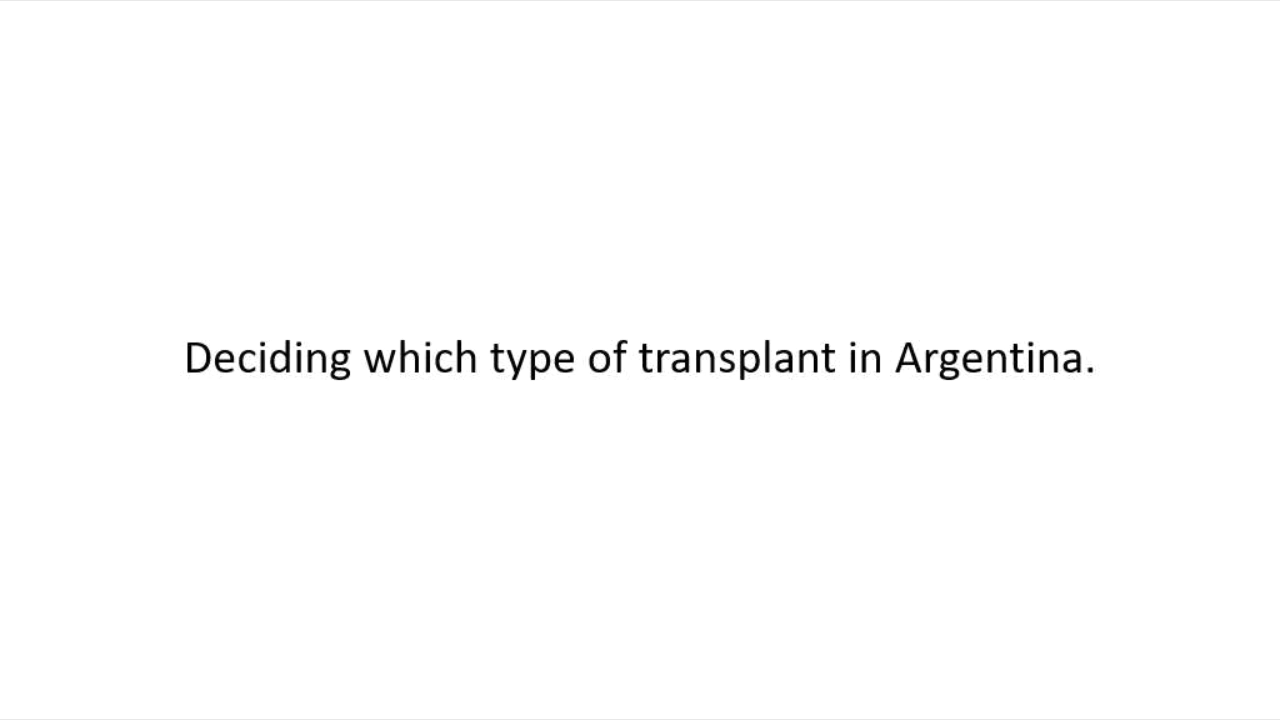 Deciding which type of transplant in Argentina.